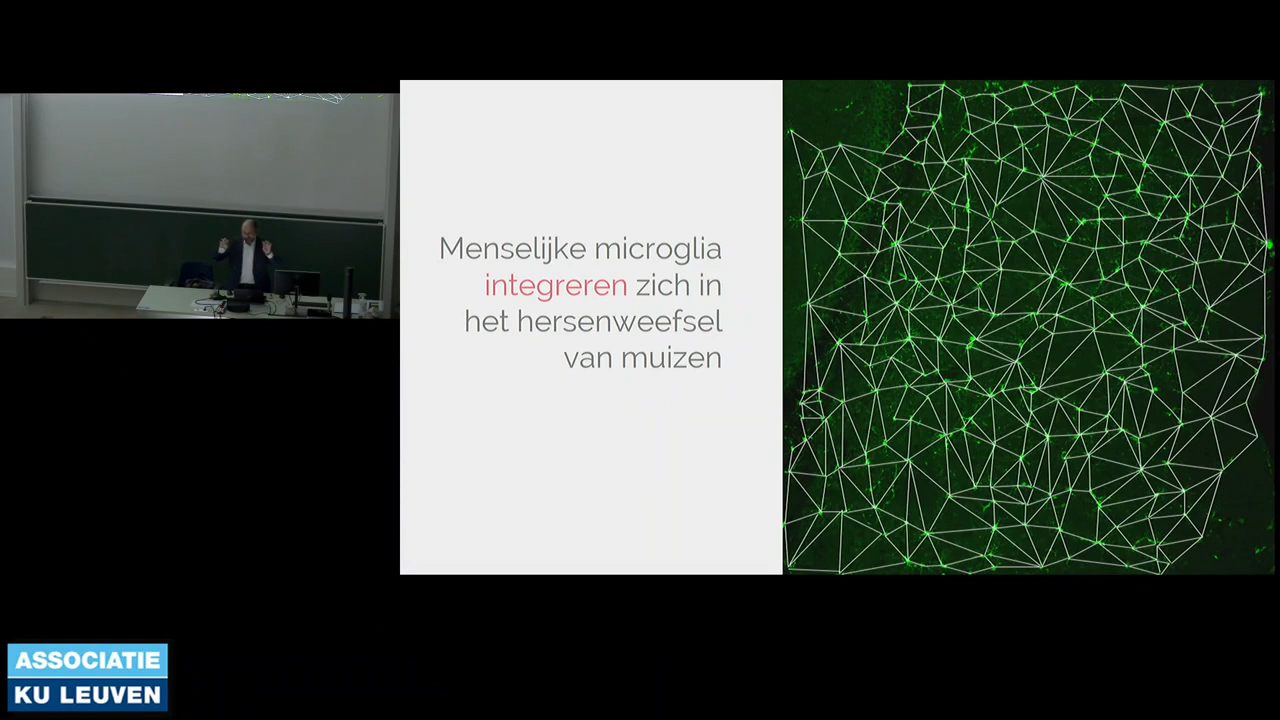 Menselijke microglia
integreren zich in
het hersenweefsel
van muizen
ASSOCIATIE
KU LEUVEN